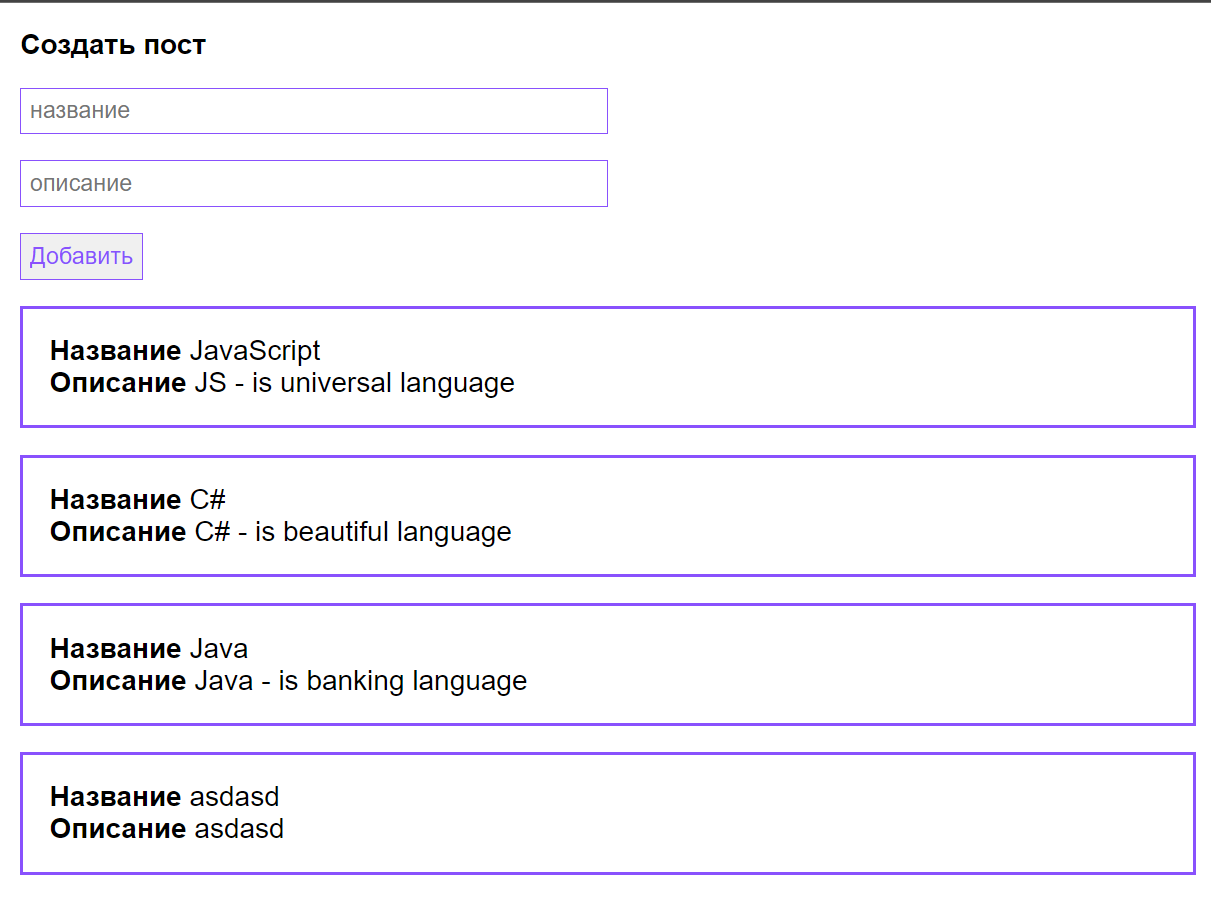 Создать пост
название
описание
Добавить
Название JavaScript
Описание JS - is universal language
Название C#
Описание C# - is beautiful language
Название Java
Описание Java - is banking language
Название asdasd
Описание asdasd